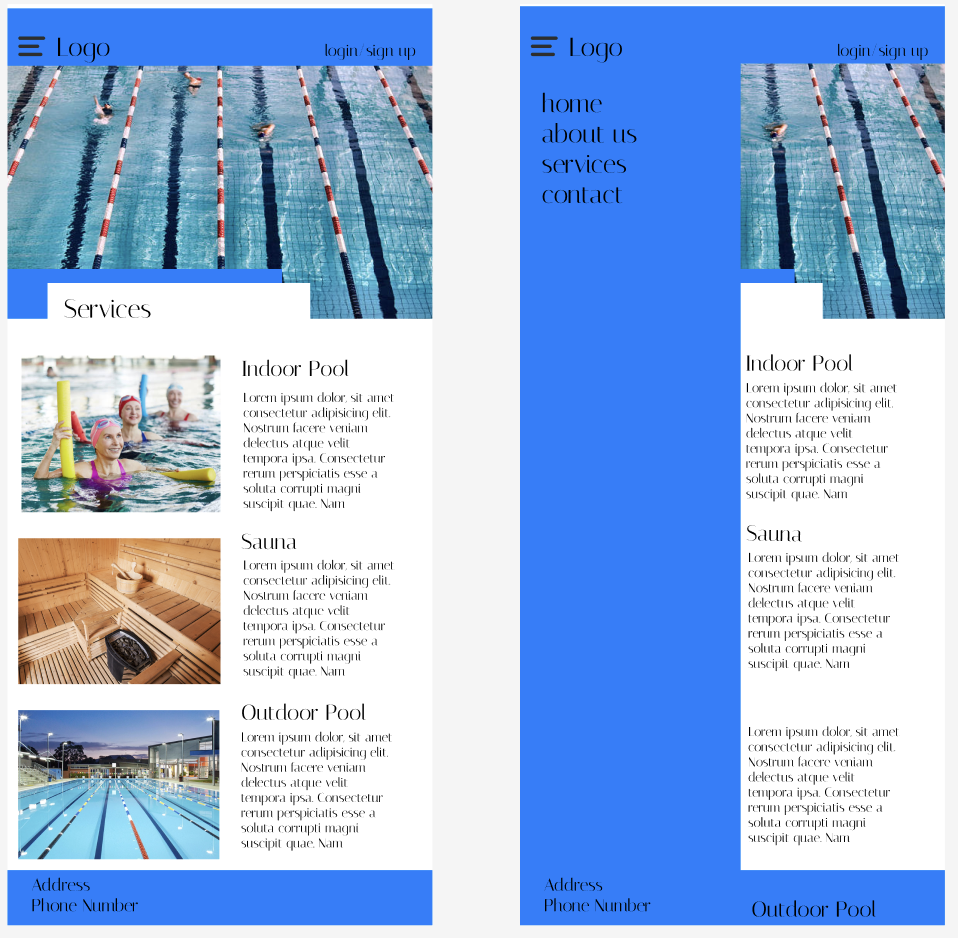 Logo
login/sign up
Services
Indoor Pool
Lorem ipsum dolor, sit amet
consectetur adipisicing elit.
Nostrum facere veniam
delectus atque velit
tempora ipsa. Consectetur
rerum perspiciatis esse a
soluta corrupti magni
suscipit quae. Nam
Sauna
Lorem ipsum dolor, sit amet
consectetur adipisicing elit.
Nostrum facere veniam
delectus atque velit
tempora ipsa. Consectetur
rerum perspiciatis esse a
soluta corrupti magni
suscipit quae. Nam
Outdoor Pool
Lorem ipsum dolor, sit amet
consectetur adipisicing elit.
Nostrum facere veniam
delectus atque velit
tempora ipsa. Consectetur
rerum perspiciatis esse a
soluta corrupti magni
suscipit quae. Nam
Address
Phone Number
Logo
login/sign up
home
about us
services
contact
Indoor Pool
Lorem ipsum dolor, sit amet
consectetur adipisicing elit.
Nostrum facere veniam
delectus atque velit
tempora ipsa. Consectetur
rerum perspiciatis esse a
soluta corrupti magni
suscipit quae. Nam
Sauna
Lorem ipsum dolor, sit amet
consectetur adipisicing elit.
Nostrum facere veniam
delectus atque velit
tempora ipsa. Consectetur
rerum perspiciatis esse a
soluta corrupti magni
suscipit quae. Nam
Lorem ipsum dolor, sit amet
consectetur adipisicing elit.
Nostrum facere veniam
delectus atque velit
tempora ipsa. Consectetur
rerum perspiciatis esse a
soluta corrupti magni
suscipit quae. Nam
Address
Phone Number
Outdoor Pool